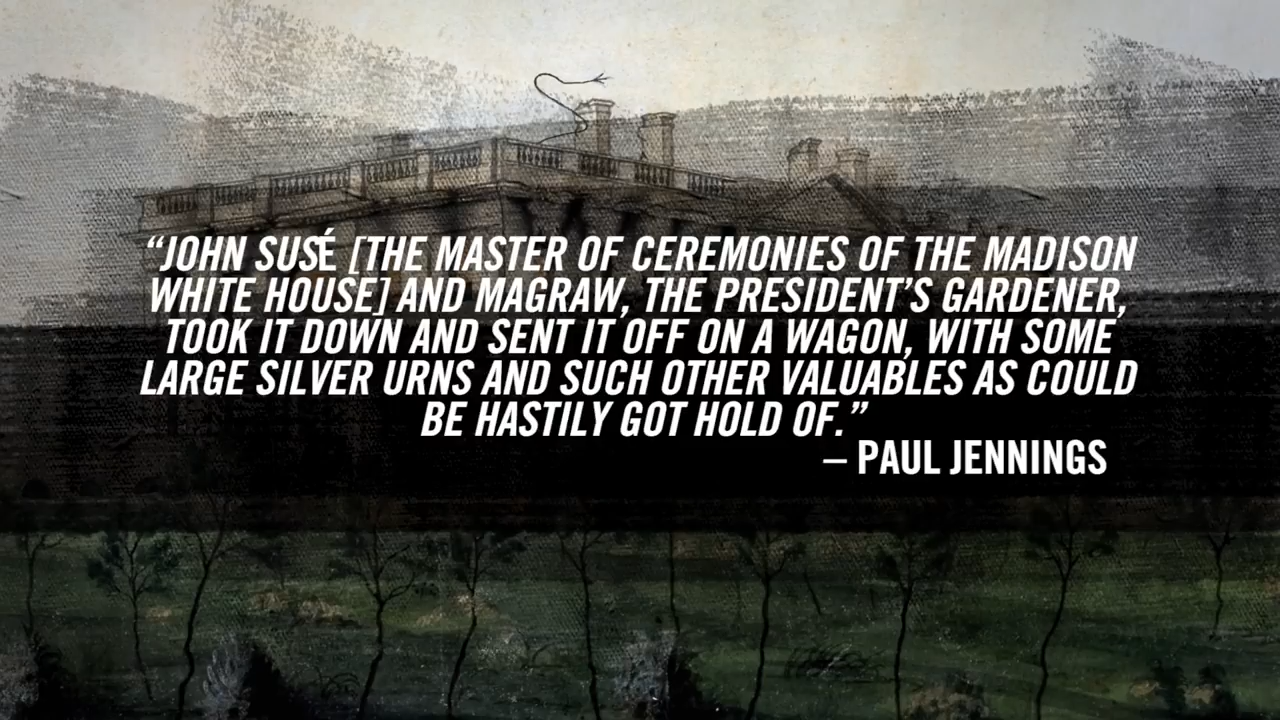 “JOHN SUSÉ [THE MASTER OF CEREMONIES OF THE MADISON
WHITE HOUSE] AND MAGRAW, THE PRESIDENT’S GARDENER,
TOOK IT DOWN AND SENT IT OFF ON A WAGON, WITH SOME
LARGE SILVER URNS AND SUCH OTHER VALUABLES AS COULD
BE HASTILY GOT HOLD OF.”
– PAUL JENNINGS